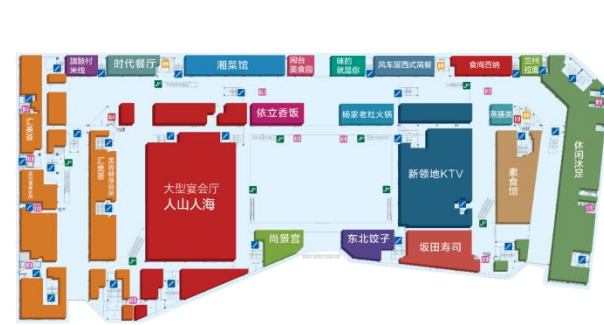 旗鼓村
米线
时代餐厅
湘菜馆
闽台
美食园
味的
就是你
风车屋西式简餐
食尚西纳
兰州
拉面
依立香饭
杨家老灶火锅
汇美荟
汇美荟
大型宴会厅
人山人海
新领地KTV
素食馆
休闲沐足
尚景宫
东北饺子
坂田寿司